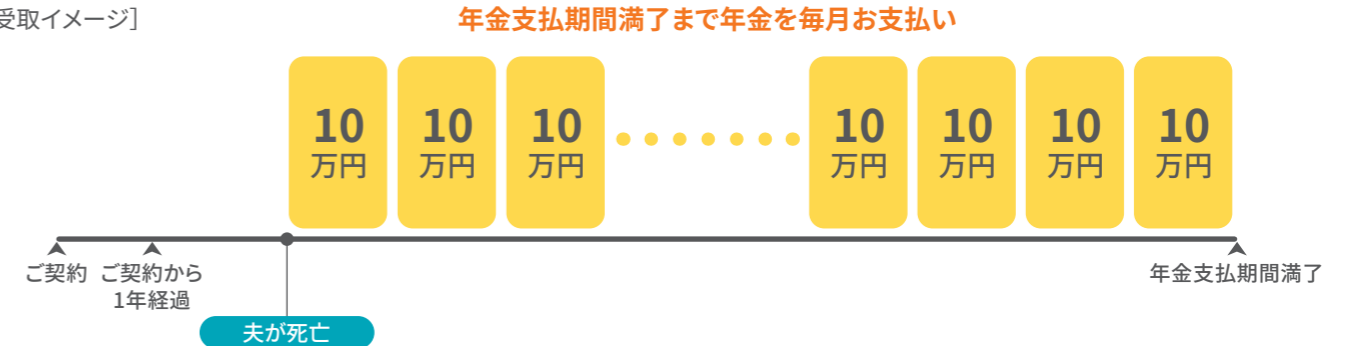 受取イメージ]
年金支払期間満了まで年金を毎月お支払い
10
万円
10
万円
10
万円
10
万円
10
万円
10
万円
10
万円
ご契約
ご契約から
1年経過
年金支払期間満了
夫が死亡